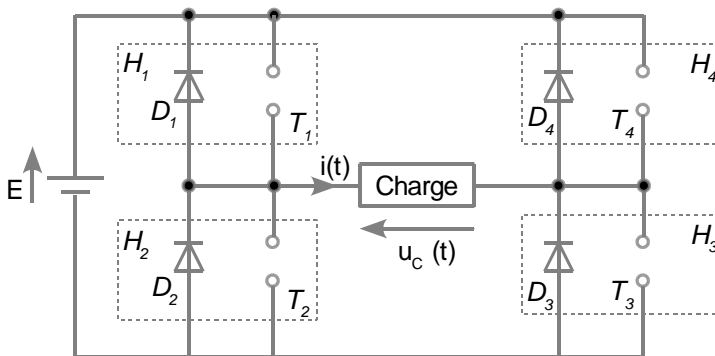 H1
H4
D1
T1
D4
T4
i(t)
E
Charge
H2
H3
uC (t)
D2
T2
D3
T3